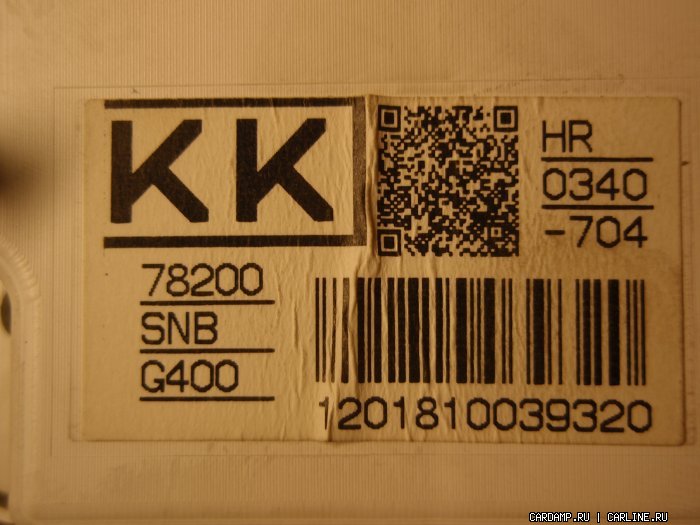 KK
HR
0340
-704
78200
SNB
G400
1201810039320
CARDAMP.RU | CARLINE.RU